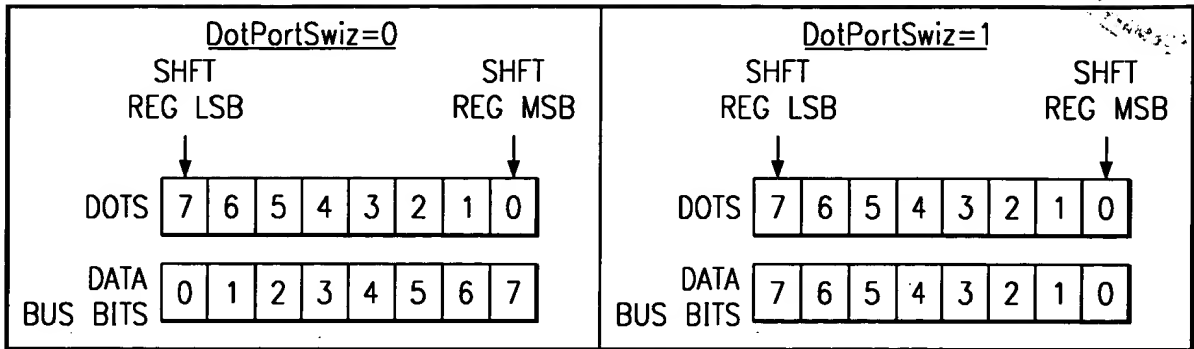 DotPortSwiz=0
SHFT
REG LSB
SHFT
REG MSB
DOTS 7 6 5 4 3 2 1 0
DATA
BUS BITS 0 1 2 3 4 5 6 7
DotPortSwiz=1
SHFT
REG LSB
SHFT
REG MSB
DOTS 7 6 5 4 3 2 1 0
DATA
BUS BITS 7 6 5 4 3 2 1 0